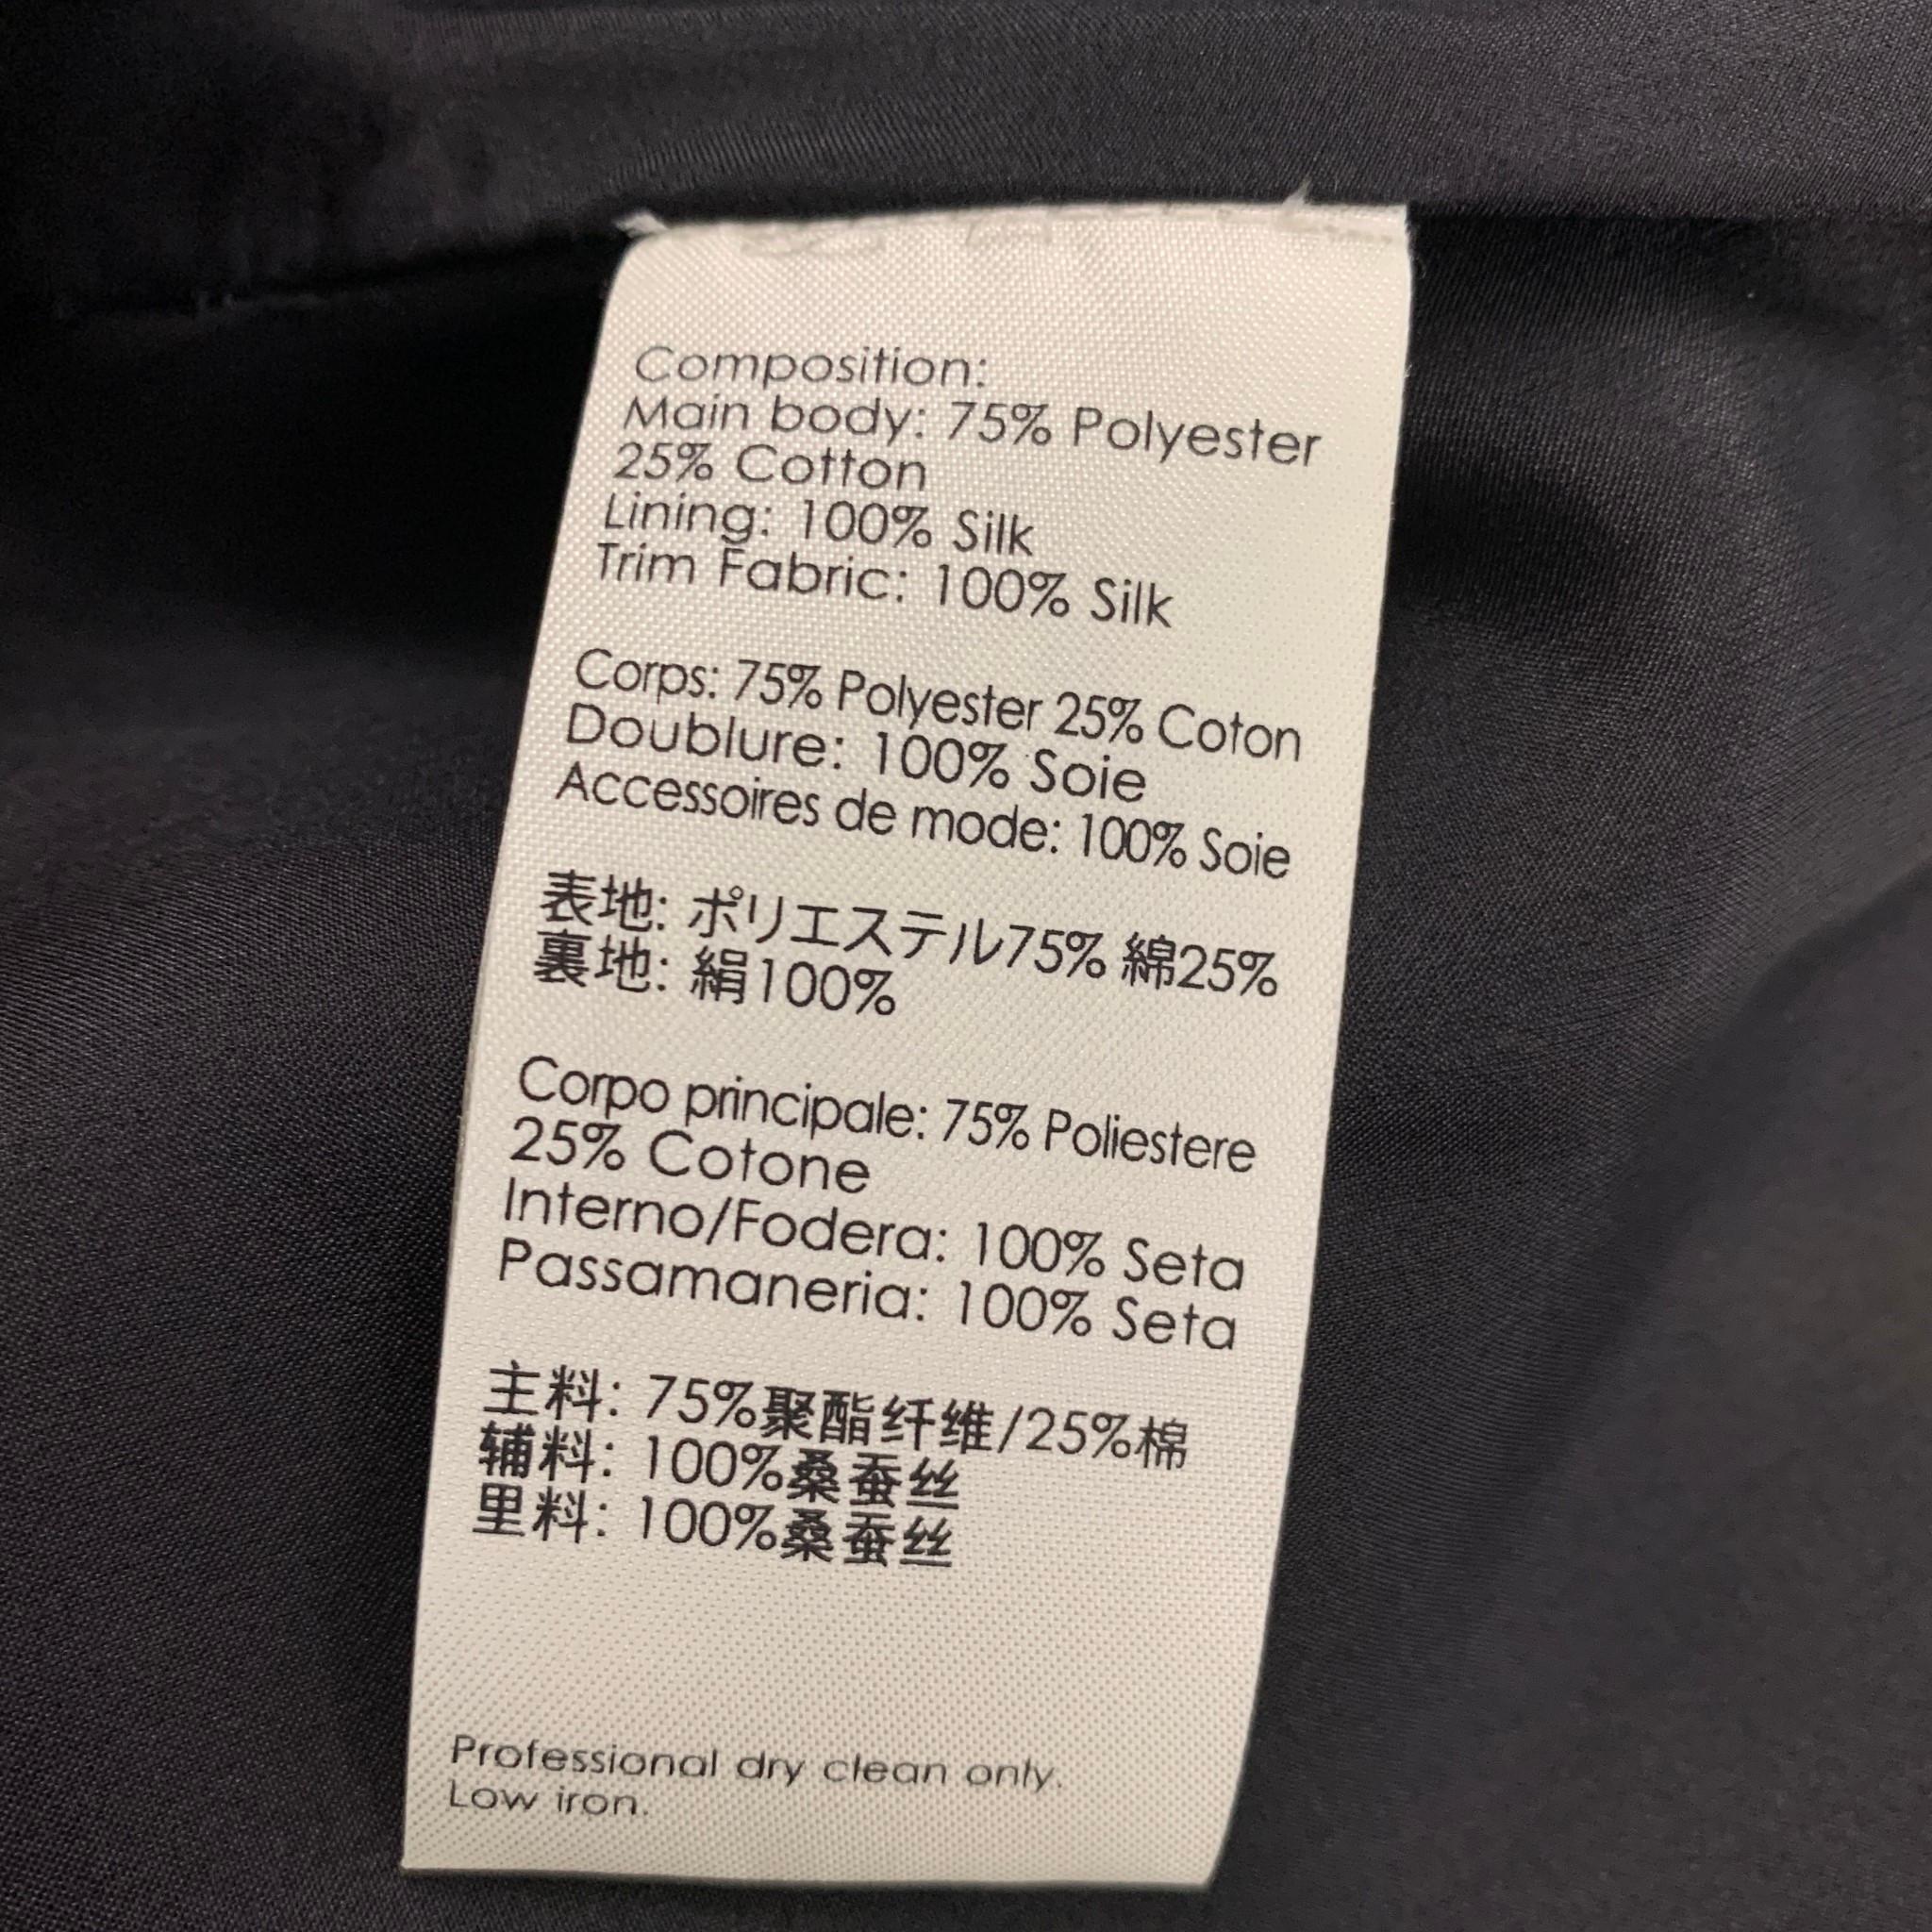 Composition:
Main body: 75% Polyester
25% Cotton
Lining: 100% Silk
Trim Fabric: 100% Silk
Corps: 75% Polyester 25% Coton
Doublure: 100% Soie
Accessoires de mode: 100% Soie
表地: ポリエステル75% 綿25%
裏地: 絹100%
Corpo principale: 75% Poliestere
25% Cotone
Interno/Fodera: 100% Seta
Passamaneria: 100% Seta
主料: 75%聚酯纤维/25%棉
辅料: 100%桑蚕丝
里料: 100%桑蚕丝
Professional dry clean only.
Low iron.